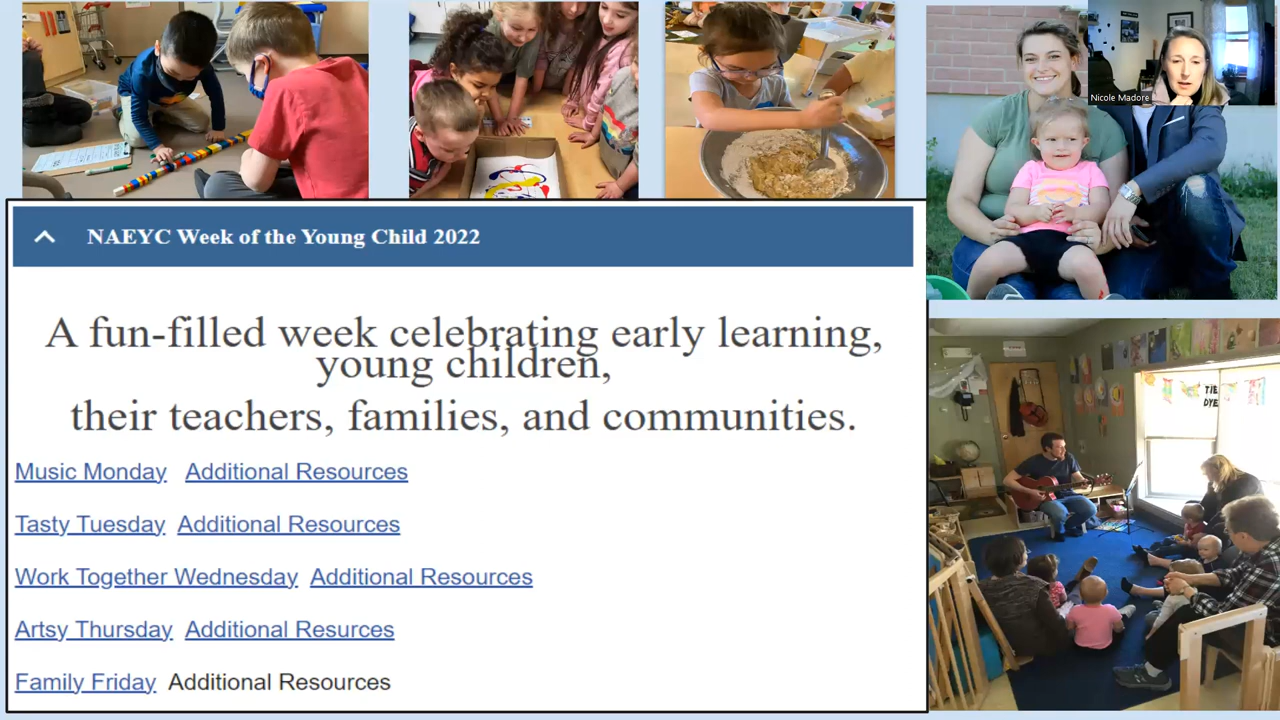 Nicole Madore
NAEYC Week of the Young Child 2022
A fun-filled week celebrating early learning,
young children,
their teachers, families, and communities.
Music Monday Additional Resources
Tasty Tuesday Additional Resources
Work Together Wednesday Additional Resources
Artsy Thursday Additional Resurces
Family Friday Additional Resources
TIE
DYE